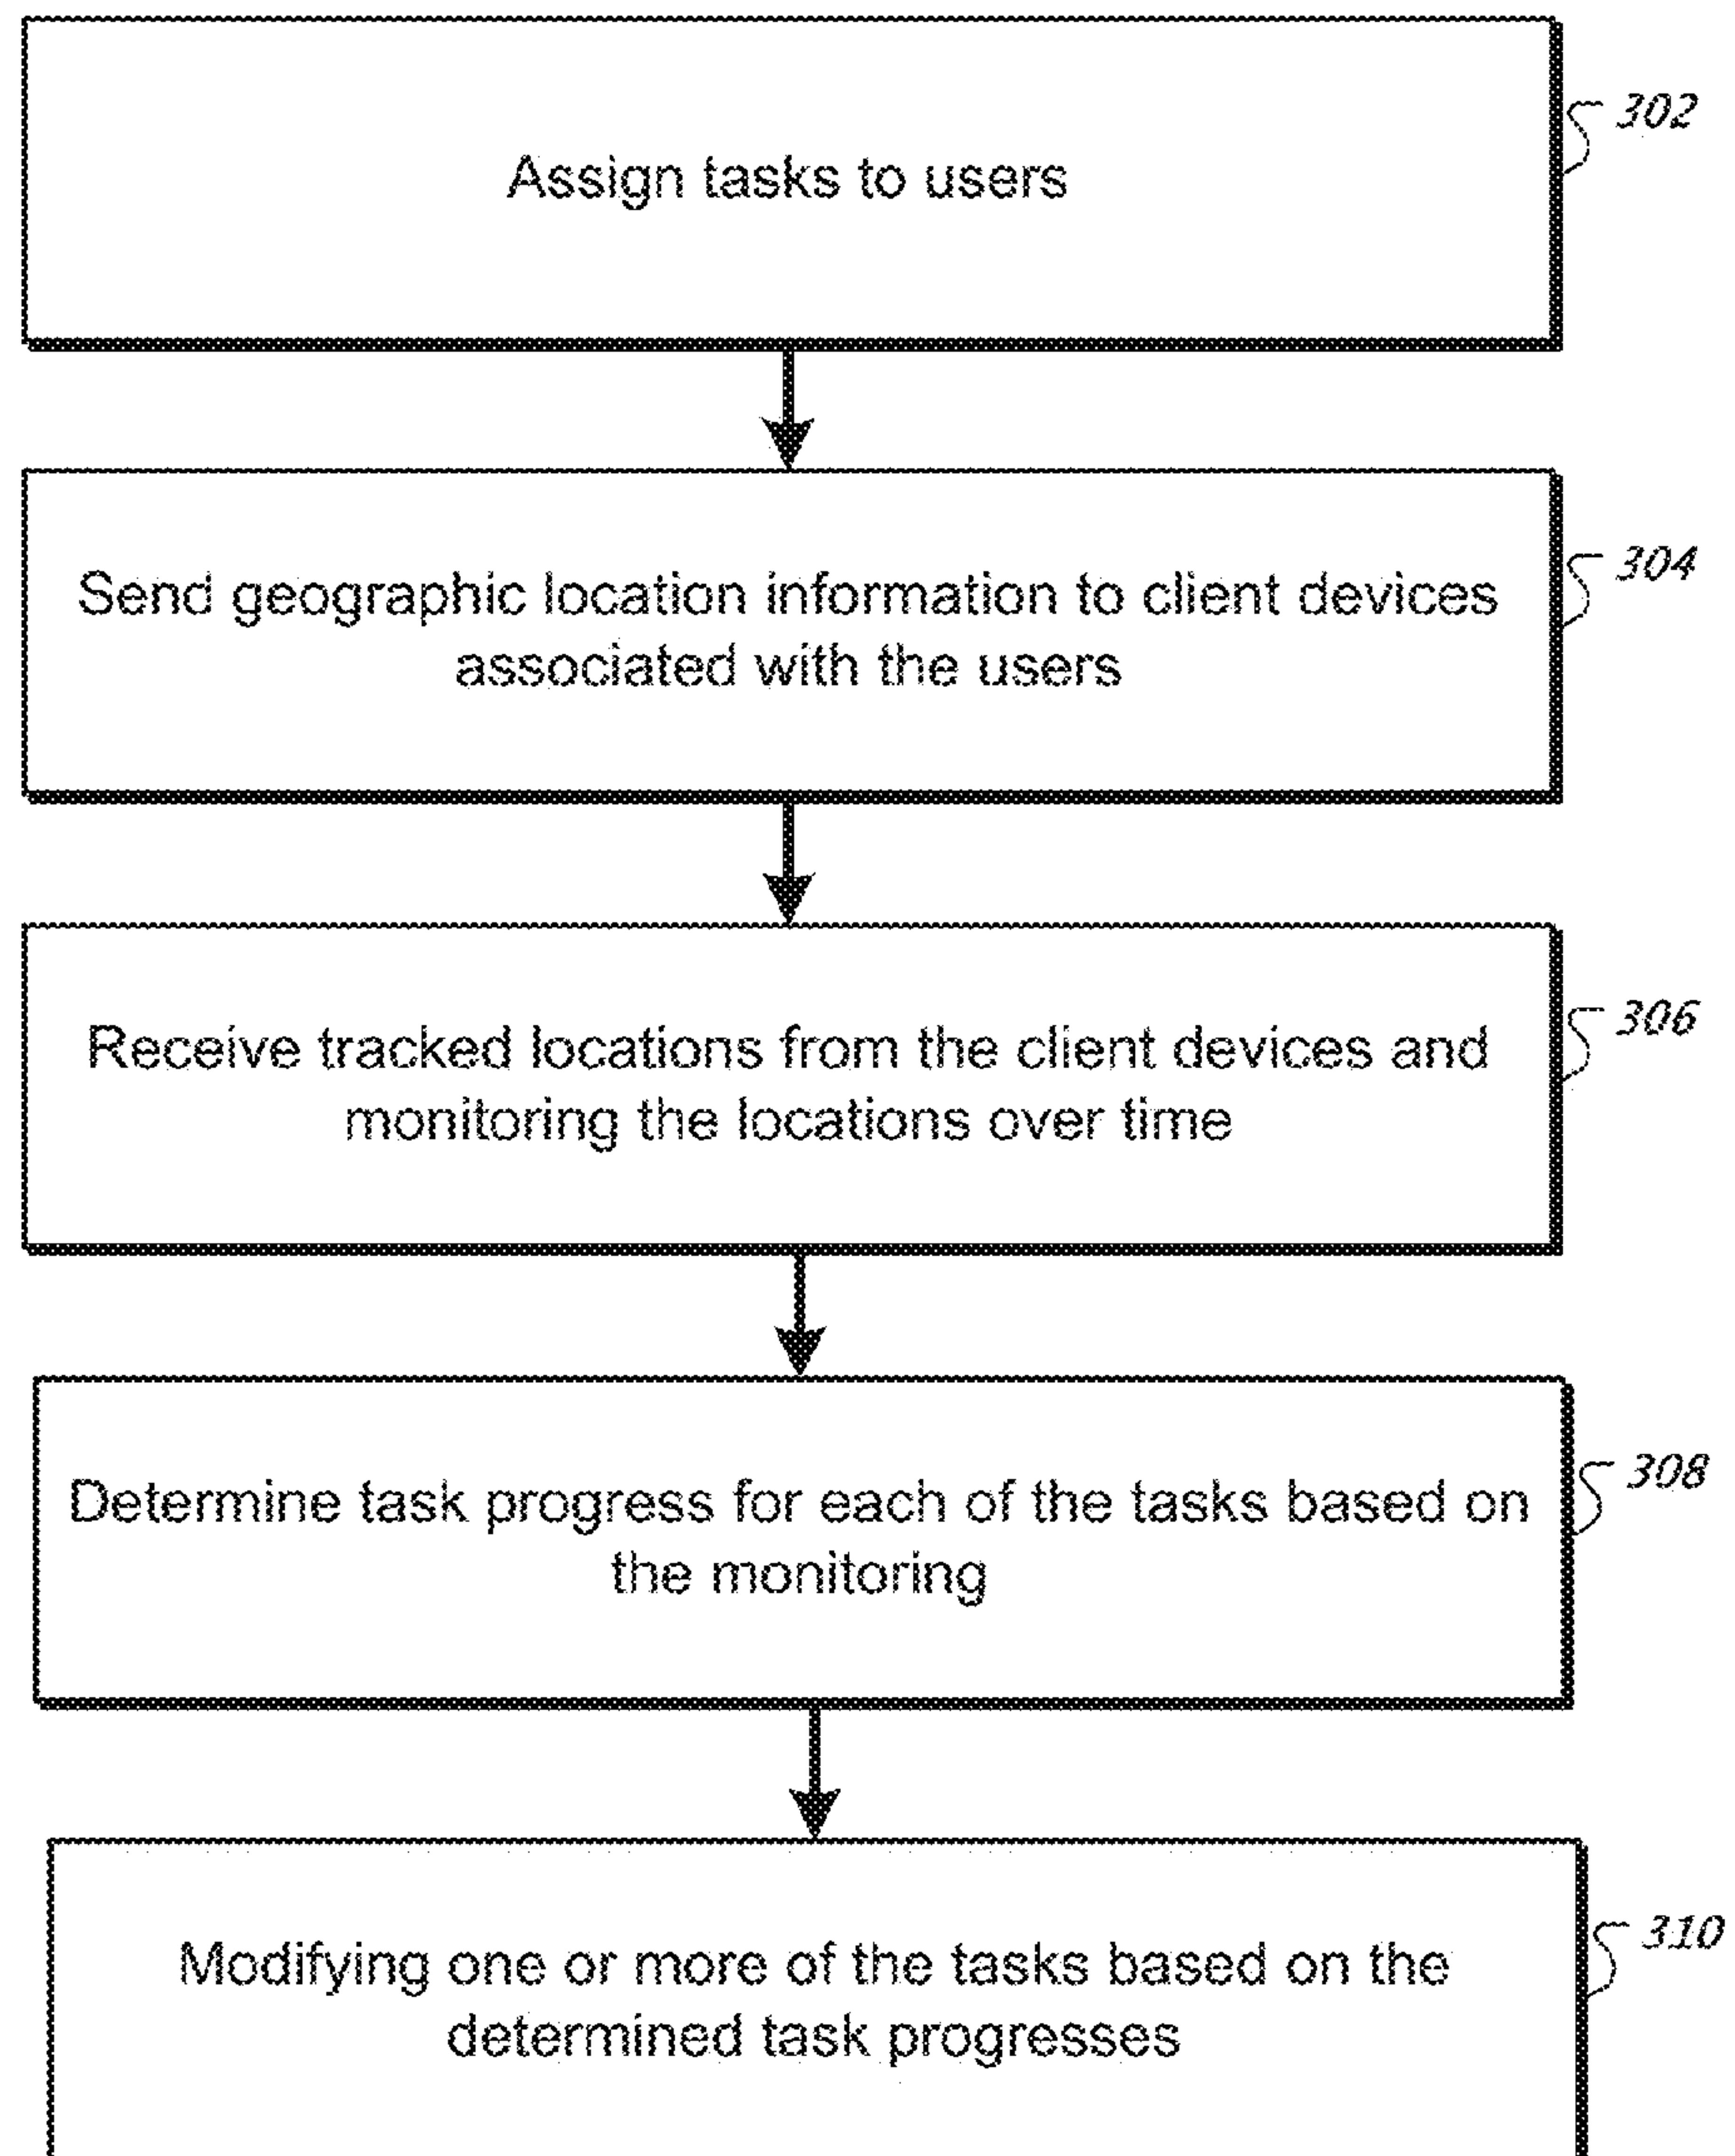 Assign tasks to users
302
Send geographic location information to client devices
associated with the users
304
Receive tracked locations from the client devices and
monitoring the locations over time
306
Determine task progress for each of the tasks based on
the monitoring
308
Modifying one or more of the tasks based on the
determined task progresses
310